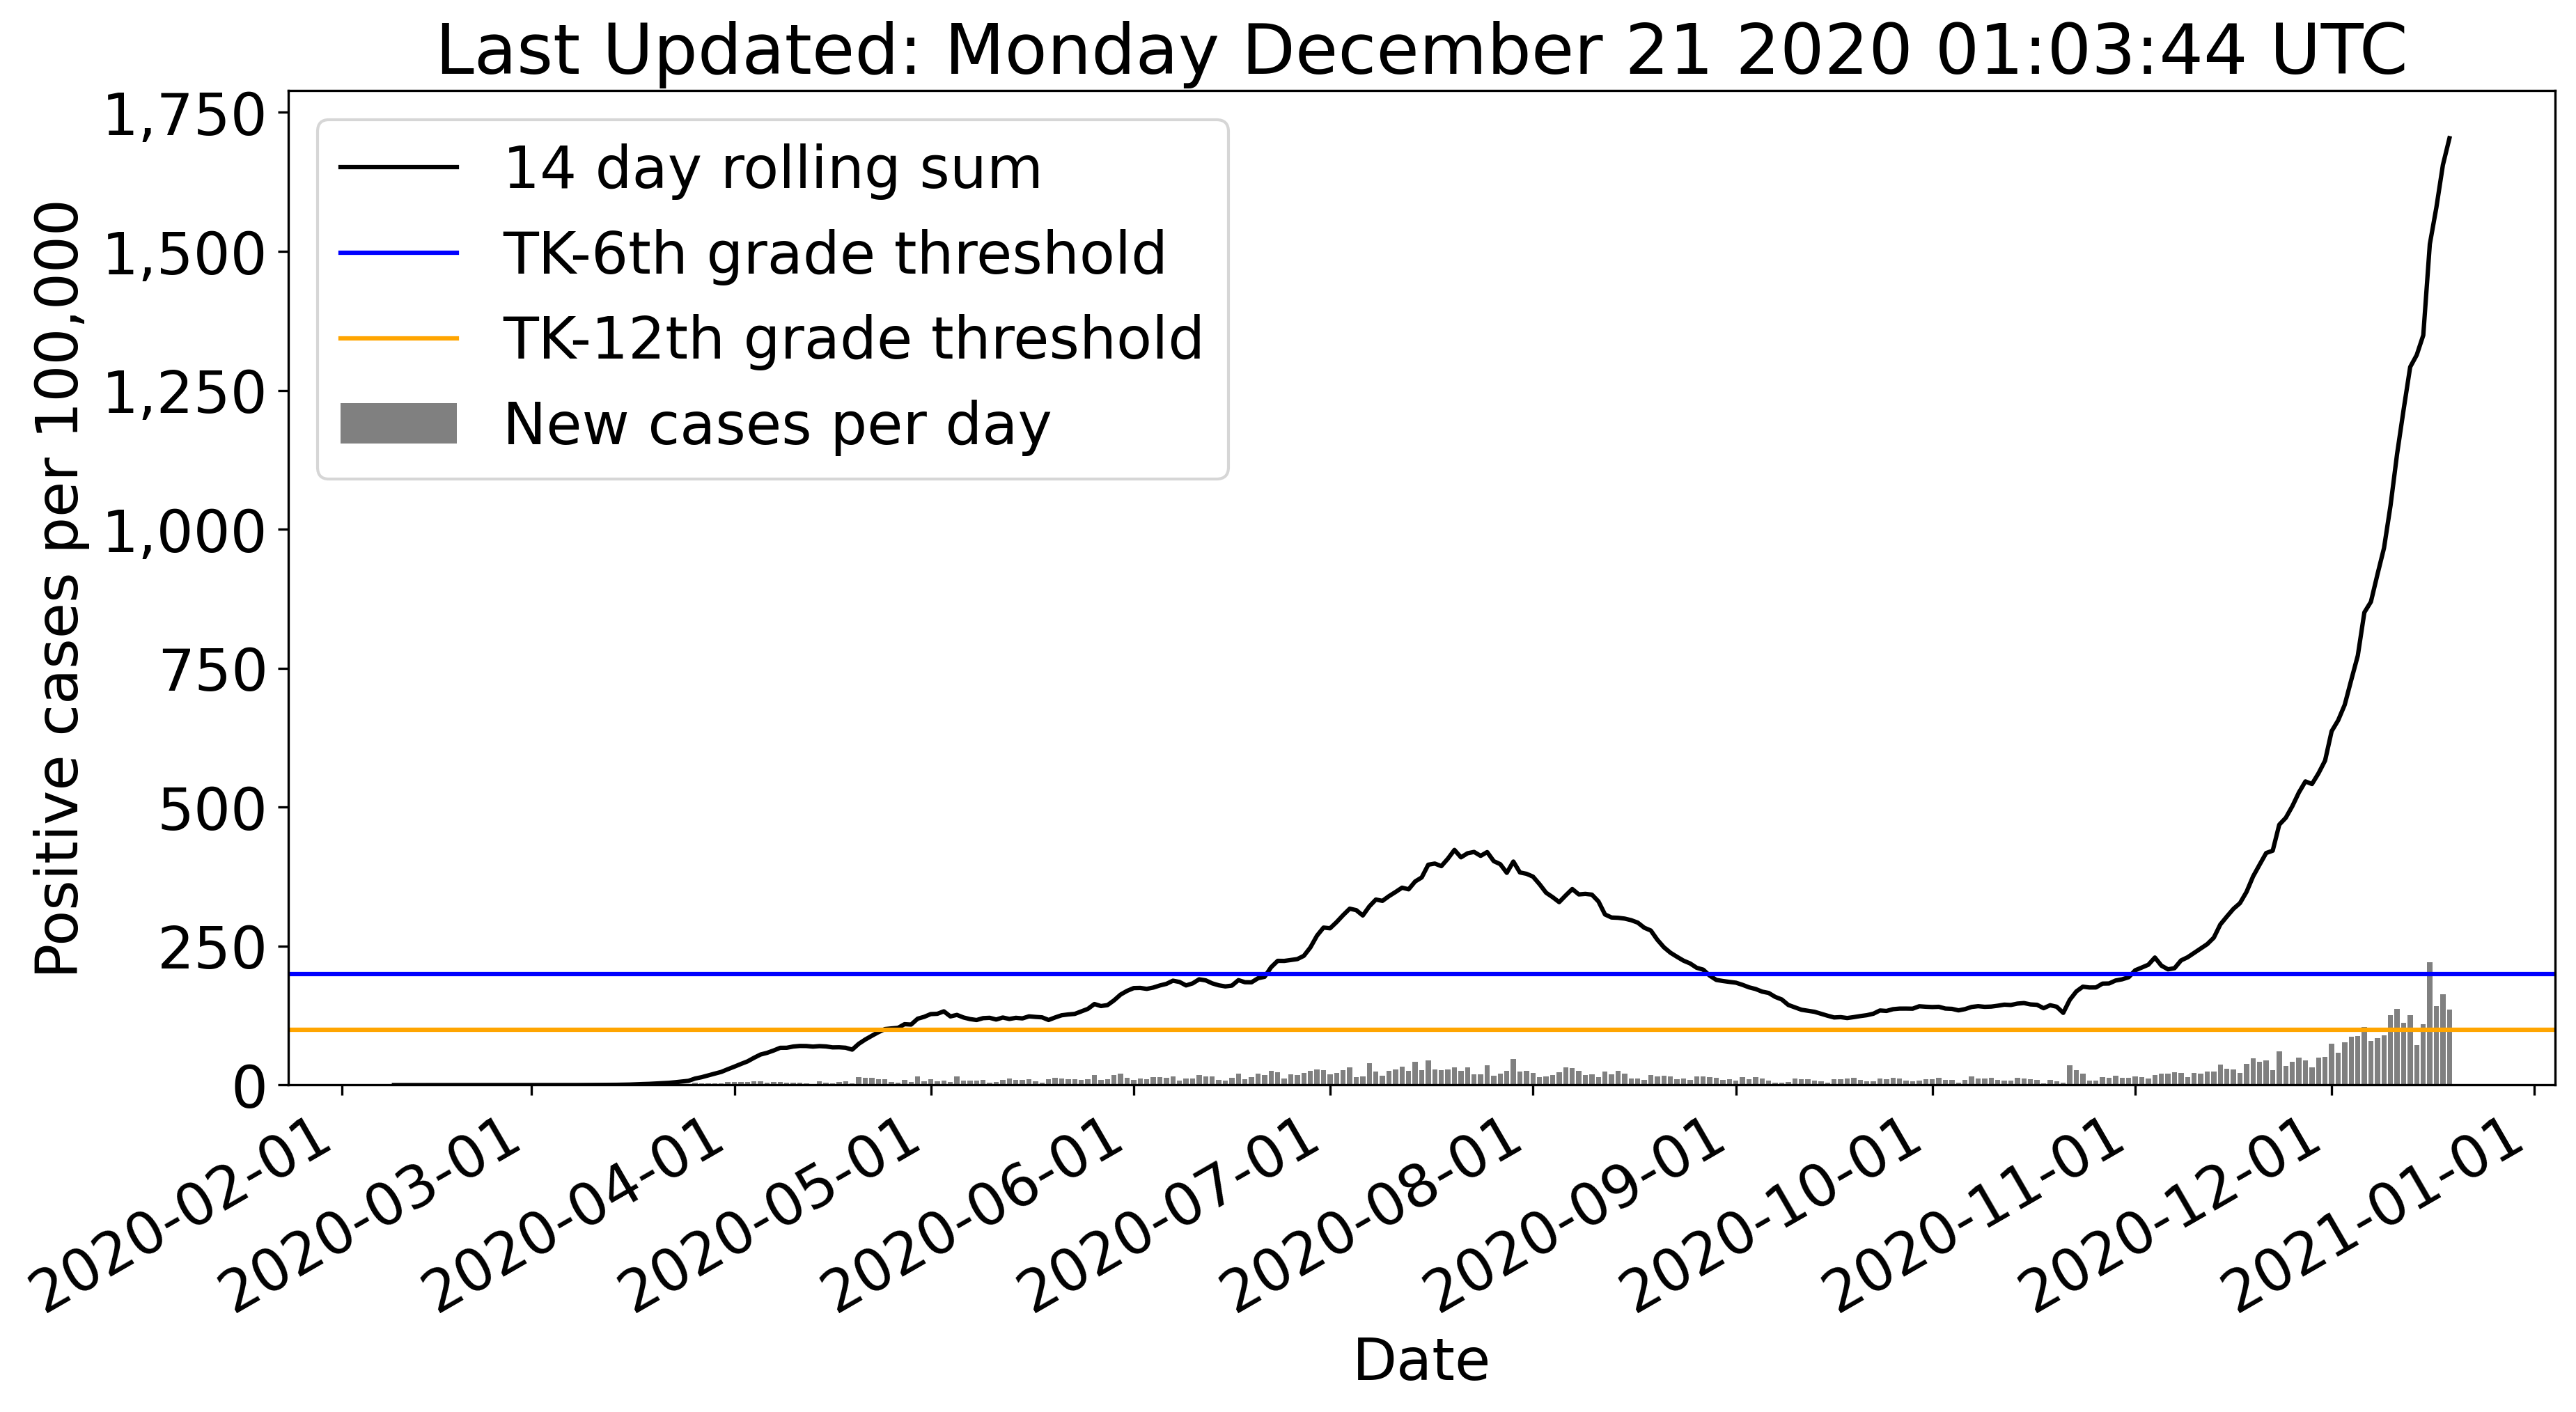 Last Updated: Monday December 21 2020 01:03:44 UTC
1,750
1,500
1,250
1,000
750
500
250
0
Positive cases per 100,000
14 day rolling sum
TK-6th grade threshold
TK-12th grade threshold
New cases per day
2020-02-01
2020-03-01
2020-04-01
2020-05-01
2020-06-01
2020-07-01
2020-08-01
2020-09-01
2020-10-01
2020-11-01
2020-12-01
2021-01-01
Date